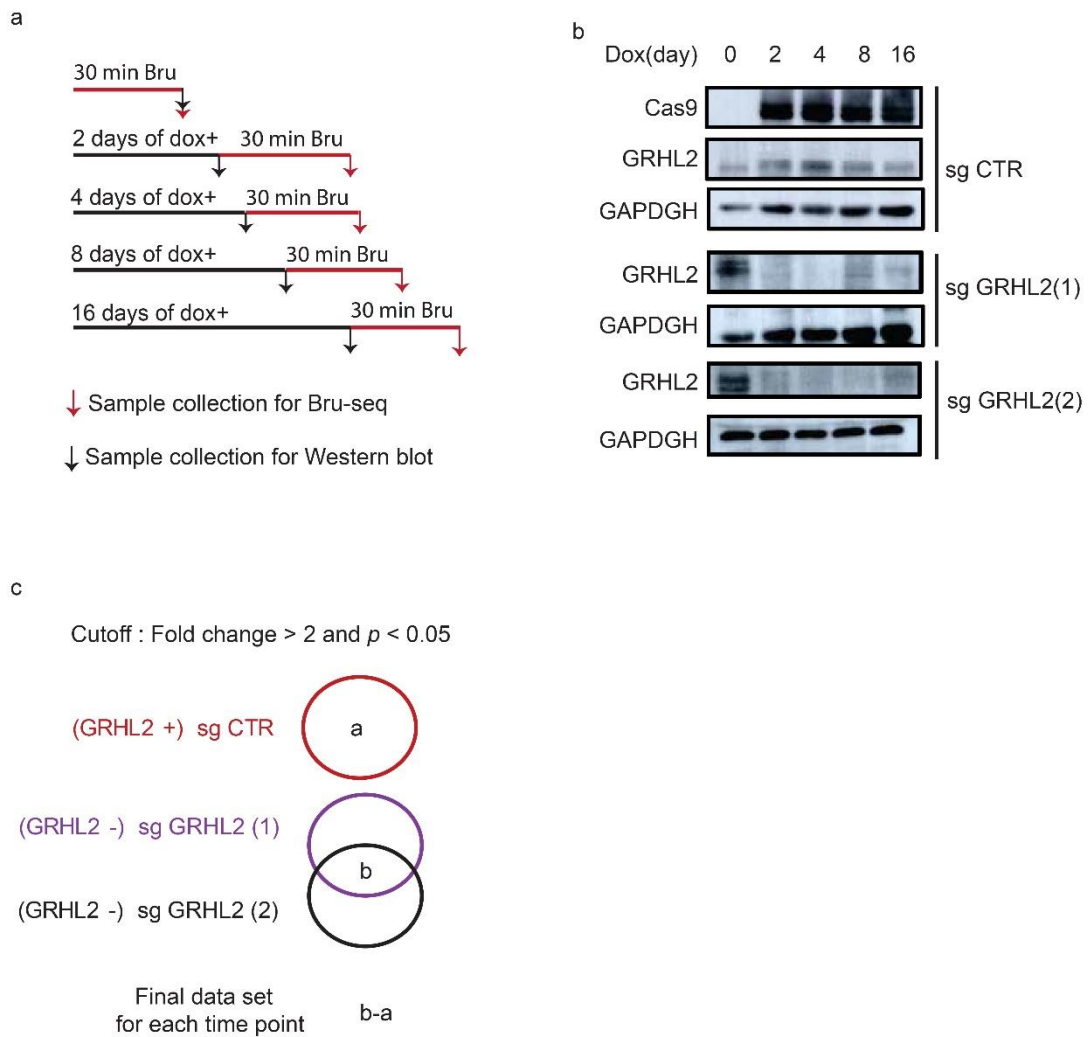 a
30 min Bru
2 days of dox+ 30 min Bru
4 days of dox+ 30 min Bru
8 days of dox+ 30 min Bru
16 days of dox+ 30 min Bru
Sample collection for Bru-seq
Sample collection for Western blot
b
Dox(day) 0 2 4 8 16
Cas9
GRHL2
GAPDGH
sg CTR
GRHL2
GAPDGH
sg GRHL2(1)
GRHL2
GAPDGH
sg GRHL2(2)
c
Cutoff : Fold change > 2 and p < 0.05
(GRHL2 +) sg CTR a
(GRHL2 -) sg GRHL2 (1)
b
(GRHL2 -) sg GRHL2 (2)
Final data set
for each time point b-a